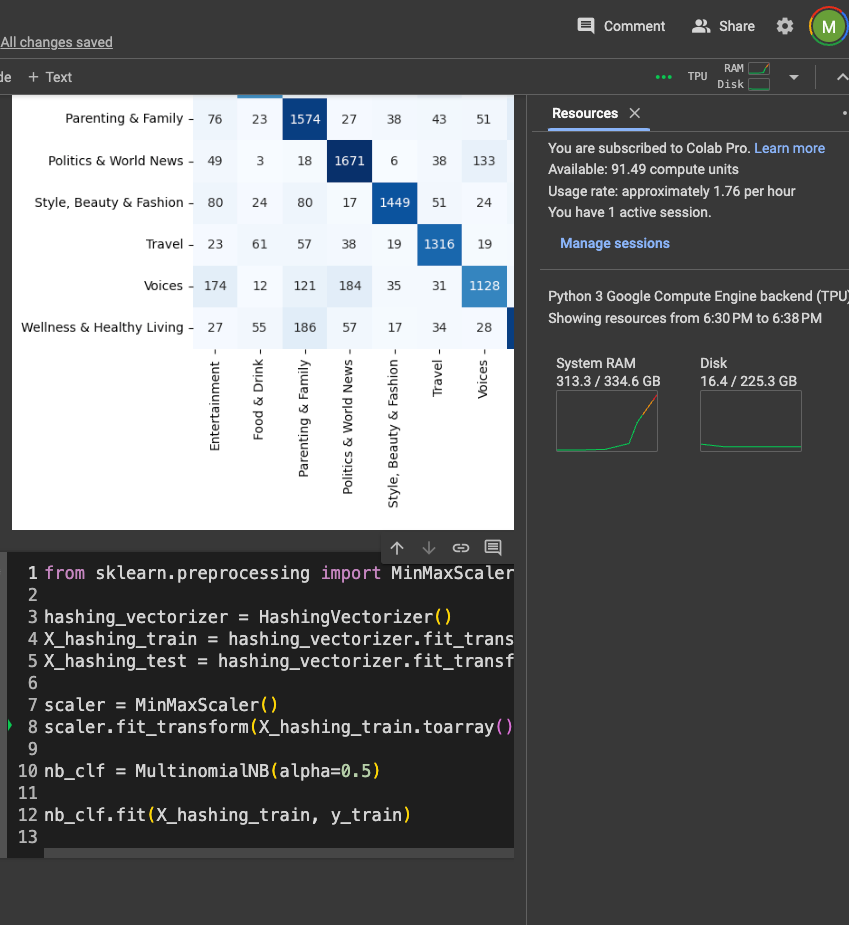 Comment Share M
All changes saved
de + Text
TPU RAM Disk
Parenting & Family 76 23 1574 27 38 43 51
Politics & World News 49 3 18 1671 6 38 133
Style, Beauty & Fashion 80 24 80 17 1449 51 24
Travel 23 61 57 38 19 1316 19
Voices 174 12 121 184 35 31 1128
Wellness & Healthy Living 27 55 186 57 17 34 28
Entertainment
Food & Drink
Parenting & Family
Politics & World News
Style, Beauty & Fashion
Travel
Voices
1 from sklearn.preprocessing import MinMaxScaler
2
3 hashing_vectorizer = HashingVectorizer()
4 X_hashing_train = hashing_vectorizer.fit_trans
5 X_hashing_test = hashing_vectorizer.fit_transf
6
7 scaler = MinMaxScaler()
8 scaler.fit_transform(X_hashing_train.toarray()
9
10 nb_clf = MultinomialNB(alpha=0.5)
11
12 nb_clf.fit(X_hashing_train, y_train)
13
Resources
You are subscribed to Colab Pro. Learn more
Available: 91.49 compute units
Usage rate: approximately 1.76 per hour
You have 1 active session.
Manage sessions
Python 3 Google Compute Engine backend (TPU)
Showing resources from 6:30 PM to 6:38 PM
System RAM
313.3 / 334.6 GB
Disk
16.4 / 225.3 GB